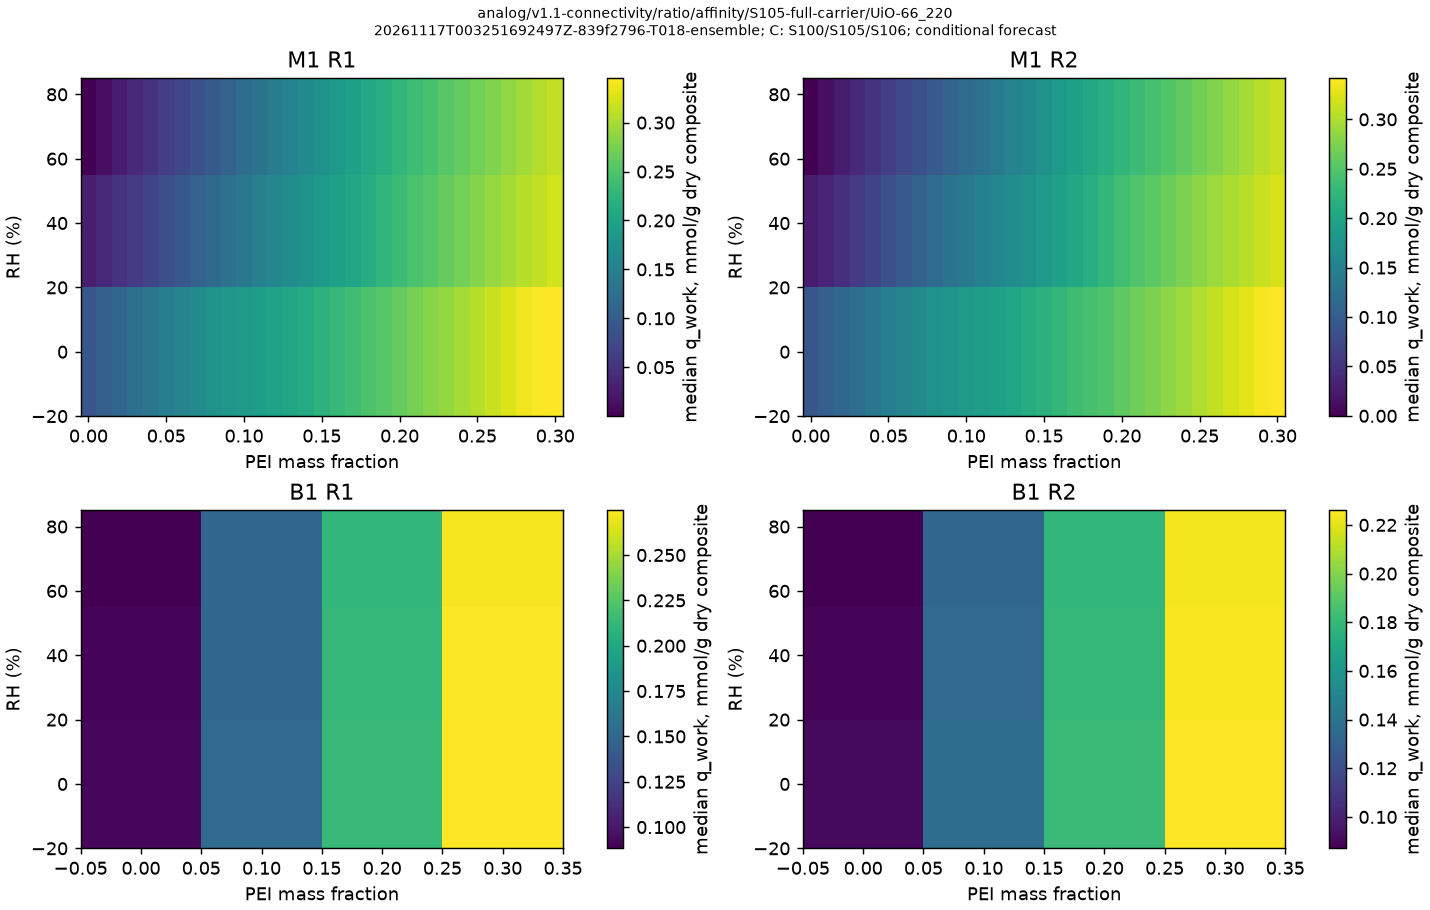 analog/v1.1-connectivity/ratio/affinity/S105-full-carrier/UiO-66_220
20261117T003251692497Z-839f2796-T018-ensemble; C: S100/S105/S106; conditional forecast
M1 R1
80
60
40
20
0
−20
RH (%)
0.00 0.05 0.10 0.15 0.20 0.25 0.30
PEI mass fraction
0.30
0.25
0.20
0.15
0.10
0.05
median q_work, mmol/g dry composite
M1 R2
80
60
40
20
0
−20
RH (%)
0.00 0.05 0.10 0.15 0.20 0.25 0.30
PEI mass fraction
0.30
0.25
0.20
0.15
0.10
0.05
0.00
median q_work, mmol/g dry composite
B1 R1
80
60
40
20
0
−20
RH (%)
−0.05 0.00 0.05 0.10 0.15 0.20 0.25 0.30 0.35
PEI mass fraction
0.250
0.225
0.200
0.175
0.150
0.125
0.100
median q_work, mmol/g dry composite
B1 R2
80
60
40
20
0
−20
RH (%)
−0.05 0.00 0.05 0.10 0.15 0.20 0.25 0.30 0.35
PEI mass fraction
0.22
0.20
0.18
0.16
0.14
0.12
0.10
median q_work, mmol/g dry composite